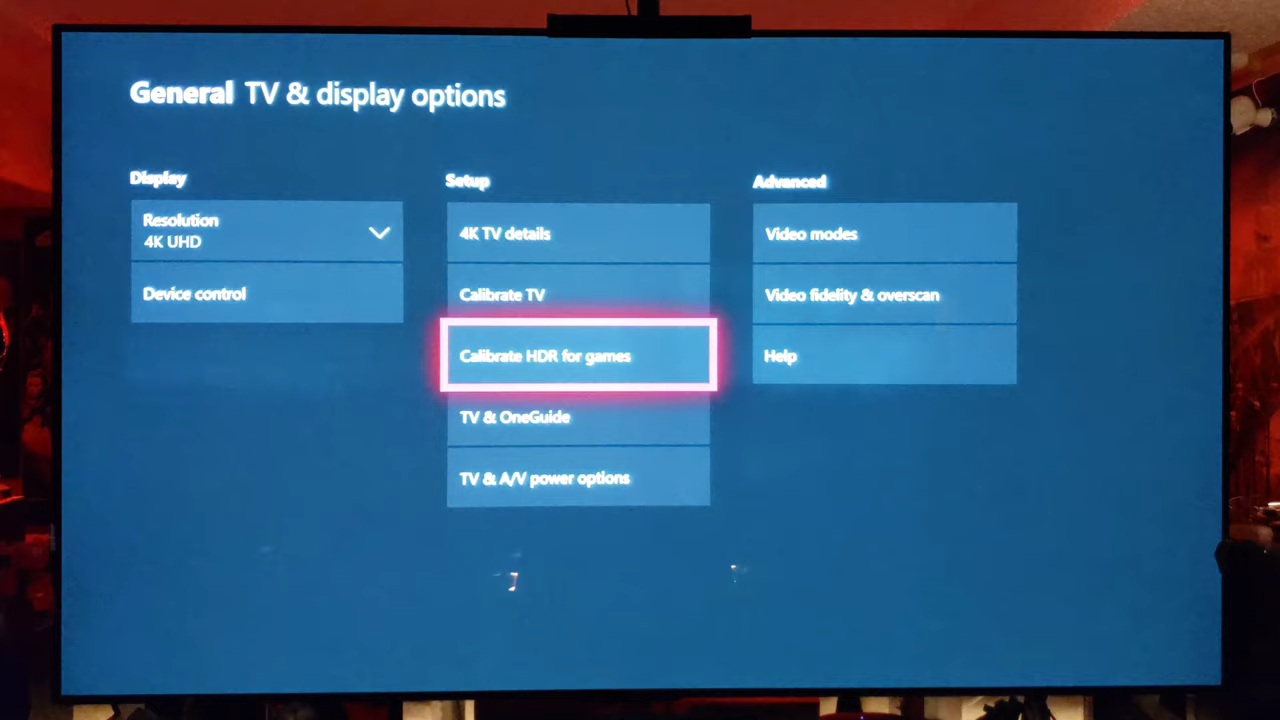 General TV & display options
Display
Resolution
4K UHD
Device control
Setup
4K TV details
Calibrate TV
Calibrate HDR for games
TV & OneGuide
TV & A/V power options
Advanced
Video modes
Video fidelity & overscan
Help